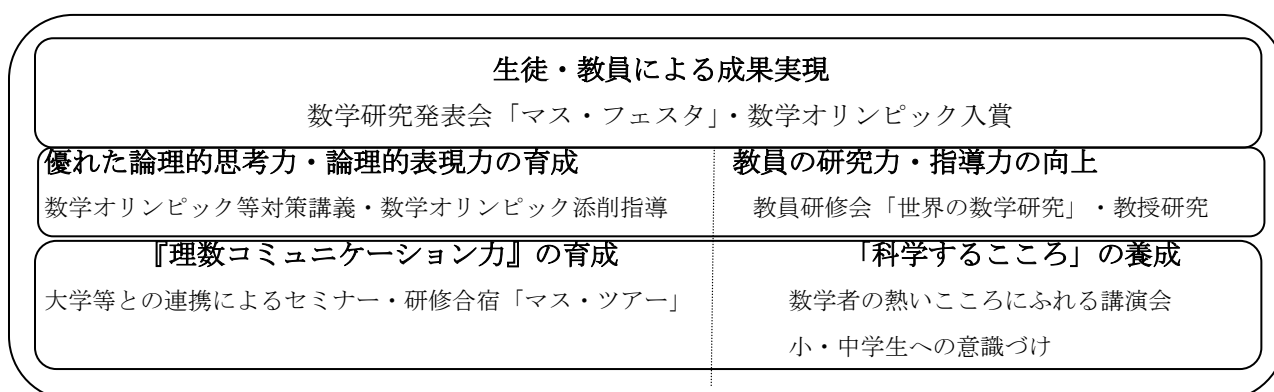 生徒・教員による成果実現
数学研究発表会「マス・フェスタ」・数学オリンピック入賞
優れた論理的思考力・論理的表現力の育成
数学オリンピック等対策講義・数学オリンピック添削指導
教員の研究力・指導力の向上
教員研修会「世界の数学研究」・教授研究
『理数コミュニケーション力』の育成
大学等との連携によるセミナー・研修合宿「マス・ツアー」
「科学するこころ」の養成
数学者の熱いこころにふれる講演会
小・中学生への意識づけ